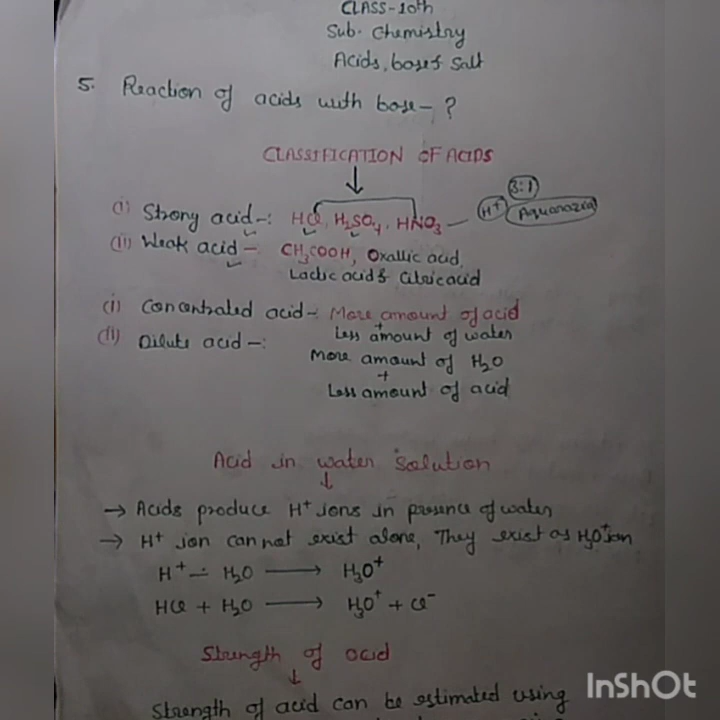 CLASS-10th
Sub- Chemistry
Acids, bases Salt
5. Reaction of acids with base- ?
CLASSIFICATION OF ACIDS
↓
(i) Strong acid -: HCl, H₂SO₄, HNO₃ — H⁺ 3:1
(ii) Weak acid -: CH₃COOH, Oxallic acid,
Lactic acid & Citric acid
(i) Concentrated acid -: More amount of acid
+
Less amount of water
(ii) Dilute acid -:
More amount of H₂O
+
Less amount of acid
Acid in water Solution
↓
→ Acids produce H⁺ ions in presence of water
→ H⁺ ion can not exist alone, They exist as H₃O⁺ ion
H⁺ + H₂O ⟶ H₃O⁺
HCl + H₂O ⟶ H₃O⁺ + Cl⁻
Strength of acid
↓
Strength of acid can be estimated using
InShOt